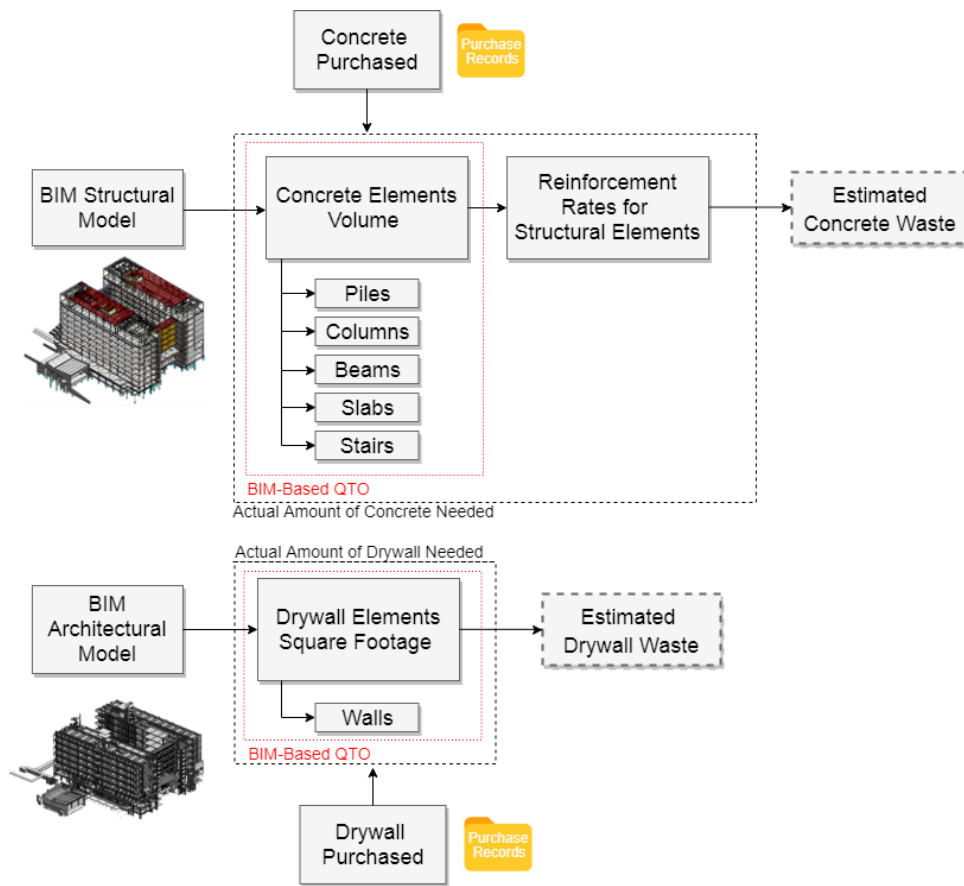 Concrete
Purchased
Purchase
Records
BIM Structural
Model
Concrete Elements
Volume
Reinforcement
Rates for
Structural Elements
Estimated
Concrete Waste
Piles
Columns
Beams
Slabs
Stairs
BIM-Based QTO
Actual Amount of Concrete Needed
Actual Amount of Drywall Needed
BIM
Architectural
Model
Drywall Elements
Square Footage
Estimated
Drywall Waste
Walls
BIM-Based QTO
Drywall
Purchased
Purchase
Records